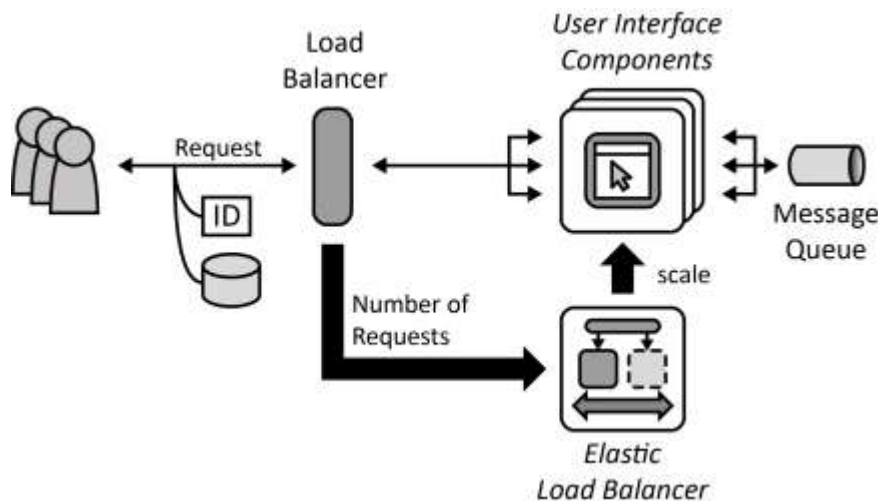 Load
Balancer
User Interface
Components
Request
ID
Message
Queue
Number of
Requests
scale
Elastic
Load Balancer